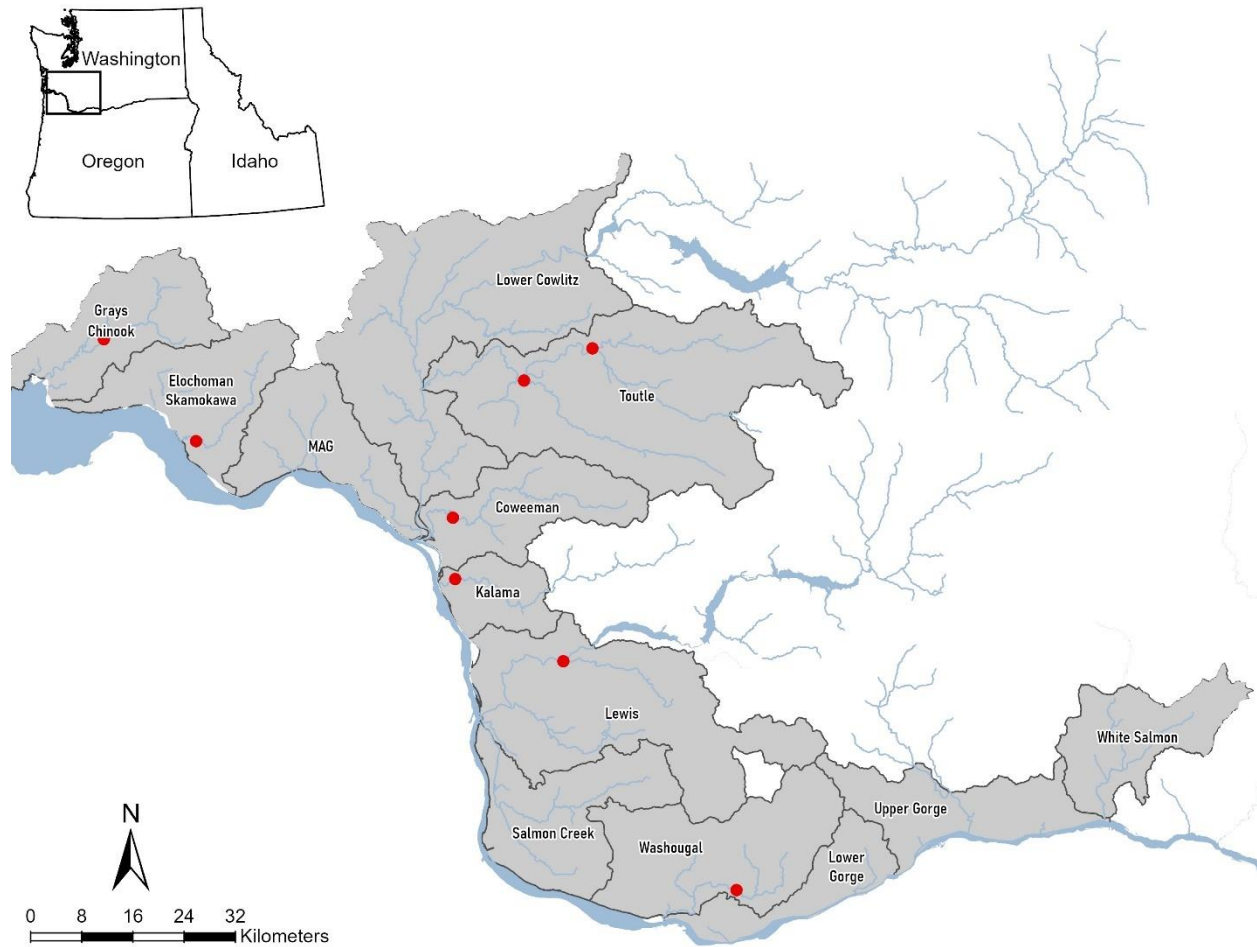 Washington
Oregon
Idaho
Lower Cowlitz
Grays
Chinook
Elochoman
Skamokawa
Toutle
MAG
Coweeman
Kalama
Lewis
White Salmon
Upper Gorge
Salmon Creek
Washougal
Lower
Gorge
N
0 8 16 24 32
Kilometers